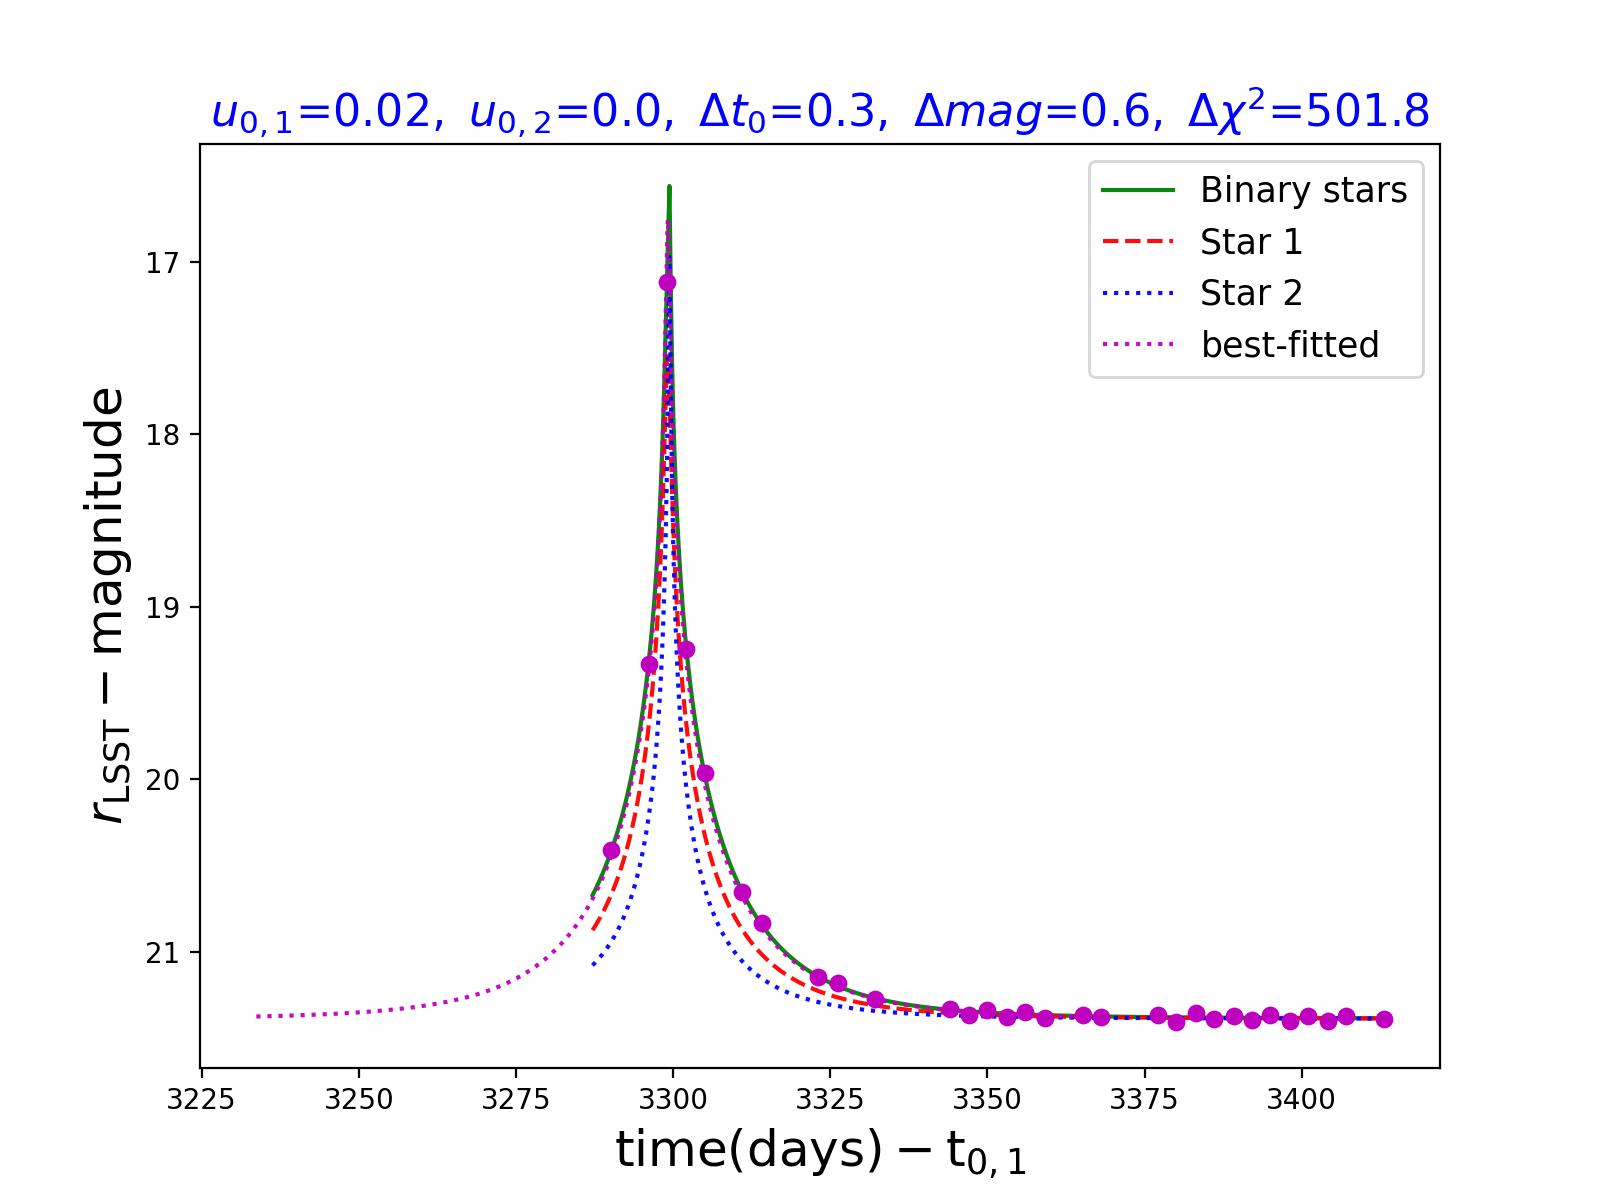 u0,1=0.02, u0,2=0.0, Δt0=0.3, Δmag=0.6, Δχ²=501.8
Binary stars
Star 1
Star 2
best-fitted
17
18
19
20
21
rLSST − magnitude
3225 3250 3275 3300 3325 3350 3375 3400
time(days) − t0,1